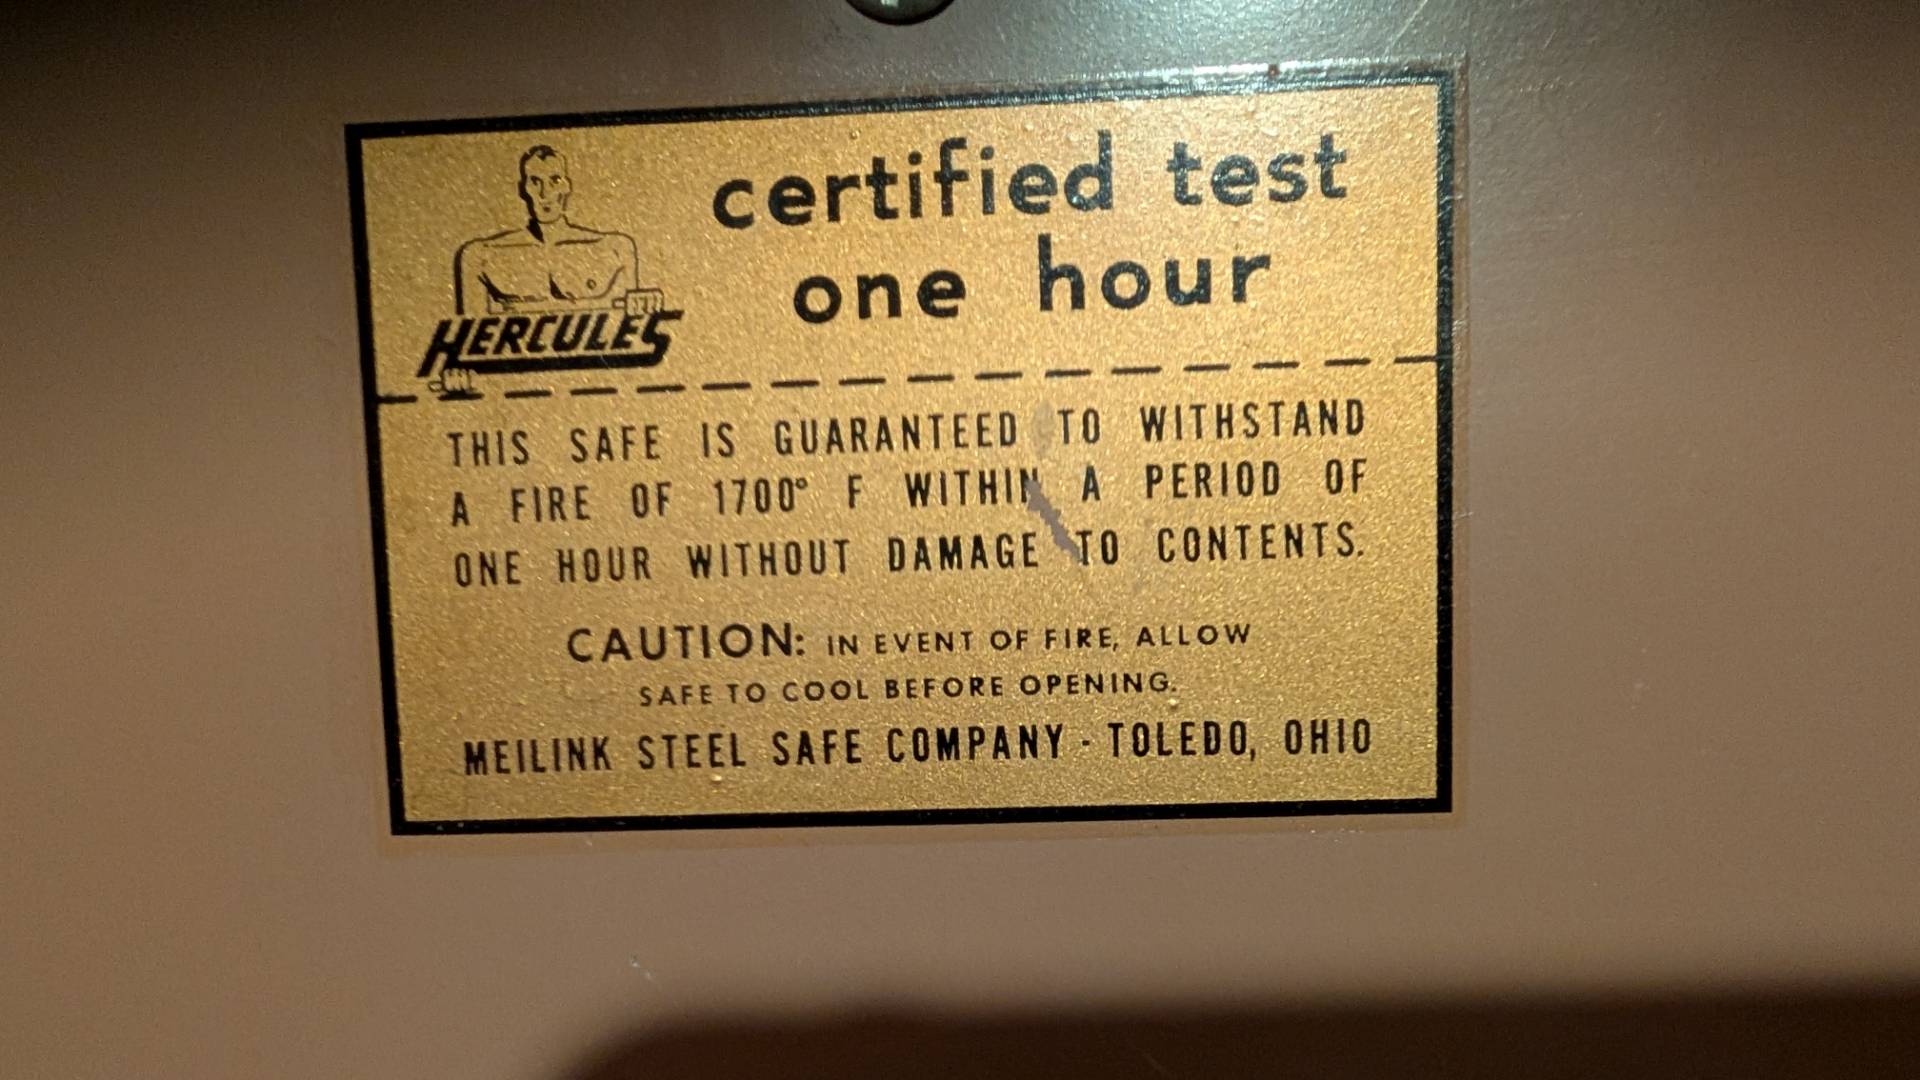 certified test
one hour
HERCULES
THIS SAFE IS GUARANTEED TO WITHSTAND
A FIRE OF 1700° F WITHIN A PERIOD OF
ONE HOUR WITHOUT DAMAGE TO CONTENTS.
CAUTION: IN EVENT OF FIRE, ALLOW
SAFE TO COOL BEFORE OPENING.
MEILINK STEEL SAFE COMPANY - TOLEDO, OHIO